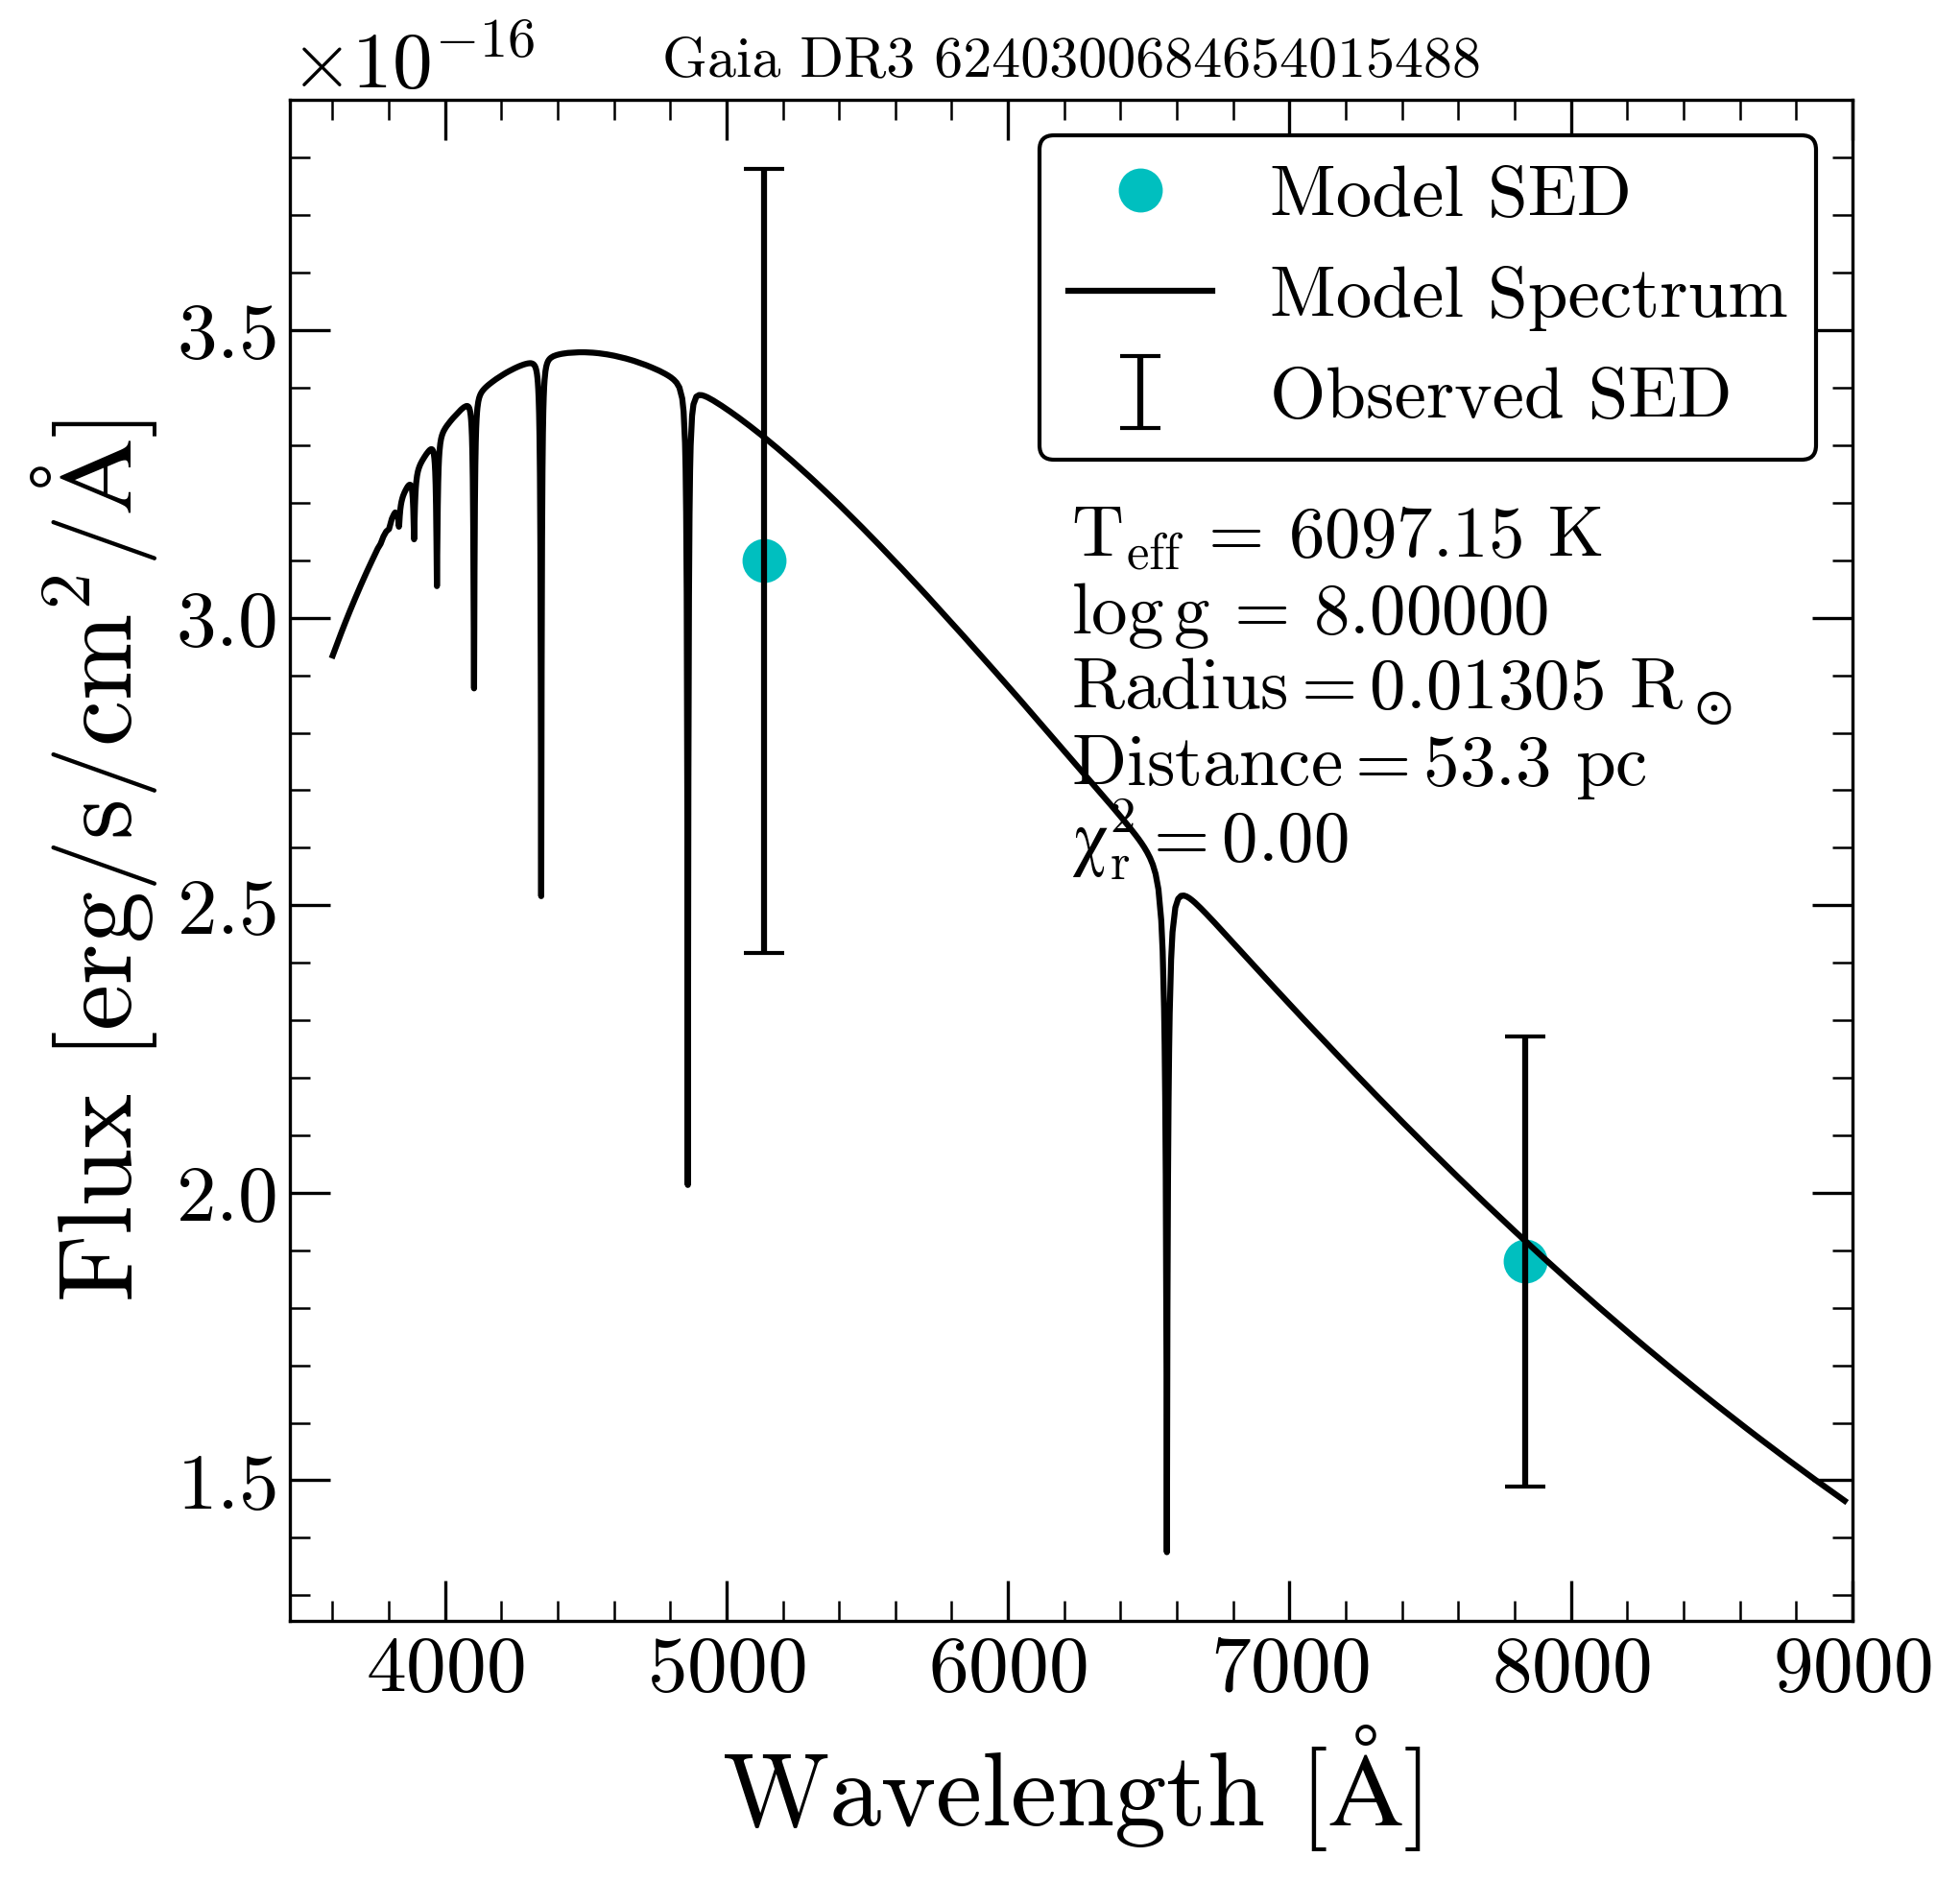 ×10⁻¹⁶
Gaia DR3 6240300684654015488
Model SED
Model Spectrum
Observed SED
T_eff = 6097.15 K
log g = 8.00000
Radius = 0.01305 R_⊙
Distance = 53.3 pc
χ²_r = 0.00
Flux [erg/s/cm²/Å]
3.5
3.0
2.5
2.0
1.5
4000 5000 6000 7000 8000 9000
Wavelength [Å]